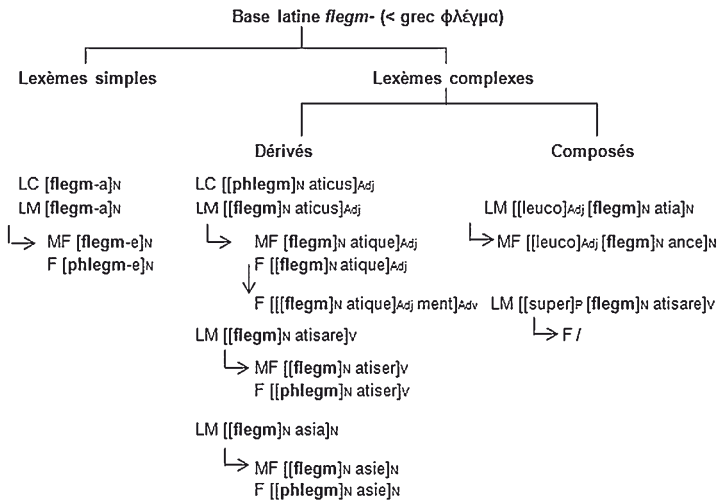 Base latine flegm- (< grec φλέγμα)
Lexèmes simples
Lexèmes complexes
Dérivés
Composés
LC [flegm-a]N
LM [flegm-a]N
MF [flegm-e]N
F [phlegm-e]N
LC [[phlegm]N aticus]Adj
LM [[flegm]N aticus]Adj
MF [flegm]N atique]Adj
F [[flegm]N atique]Adj
F [[[flegm]N atique]Adj ment]Adv
LM [[flegm]N atisare]V
MF [[flegm]N atiser]V
F [[phlegm]N atiser]V
LM [[flegm]N asia]N
MF [[flegm]N asie]N
F [[phlegm]N asie]N
LM [[leuco]Adj [flegm]N atia]N
MF [[leuco]Adj [flegm]N ance]N
LM [[super]P [flegm]N atisare]V
F /